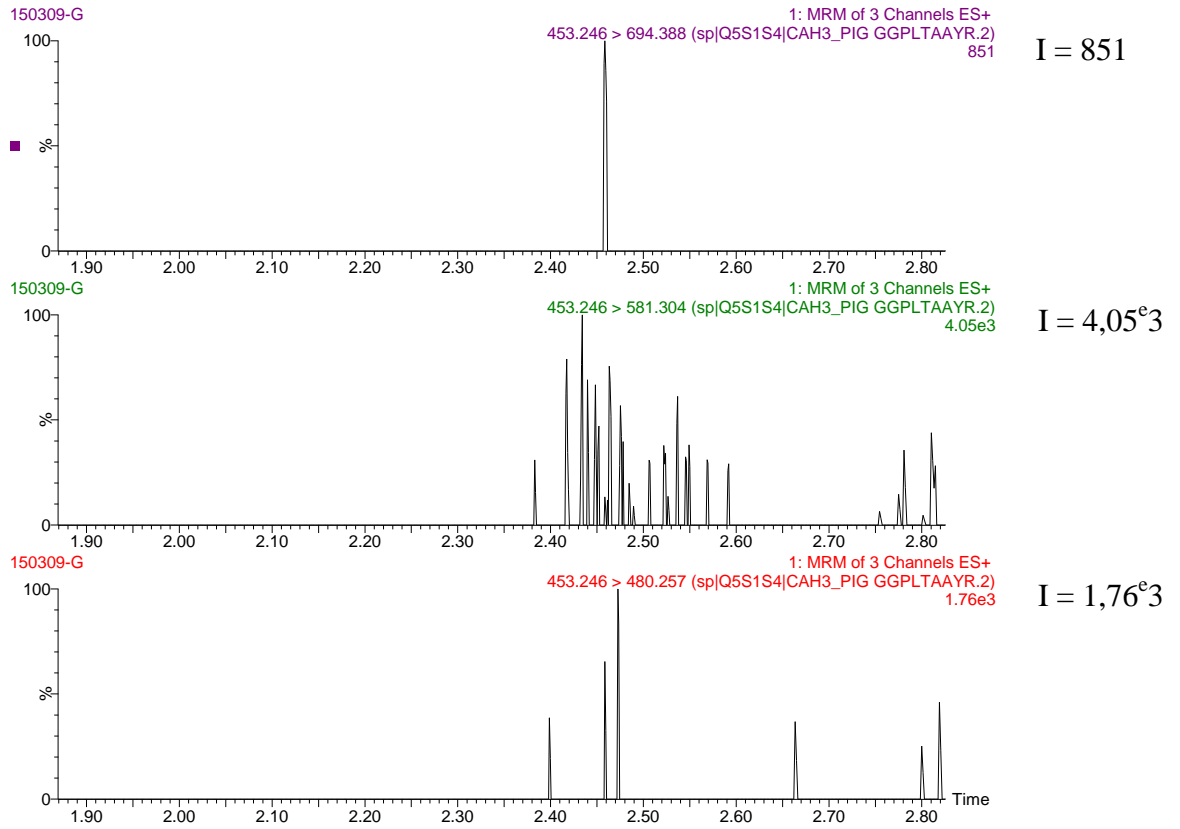 150309-G
1: MRM of 3 Channels ES+
453.246 > 694.388 (sp|Q5S1S4|CAH3_PIG GGPLTAAYR.2)
851
I = 851
100
%
0
1.90 2.00 2.10 2.20 2.30 2.40 2.50 2.60 2.70 2.80
150309-G
1: MRM of 3 Channels ES+
453.246 > 581.304 (sp|Q5S1S4|CAH3_PIG GGPLTAAYR.2)
4.05e3
I = 4,05e3
100
%
0
1.90 2.00 2.10 2.20 2.30 2.40 2.50 2.60 2.70 2.80
150309-G
1: MRM of 3 Channels ES+
453.246 > 480.257 (sp|Q5S1S4|CAH3_PIG GGPLTAAYR.2)
1.76e3
I = 1,76e3
100
%
0
Time
1.90 2.00 2.10 2.20 2.30 2.40 2.50 2.60 2.70 2.80